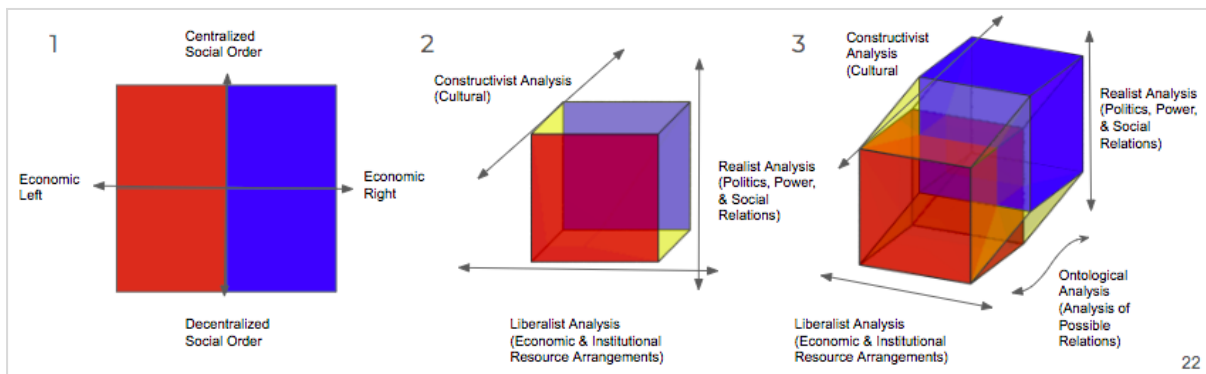 1
Centralized
Social Order
Economic
Left
Economic
Right
Decentralized
Social Order
2
Constructivist Analysis
(Cultural)
Realist Analysis
(Politics, Power,
& Social
Relations)
Liberalist Analysis
(Economic & Institutional
Resource Arrangements)
3
Constructivist
Analysis
(Cultural
Realist Analysis
(Politics, Power,
& Social
Relations)
Ontological
Analysis
(Analysis of
Possible
Relations)
Liberalist Analysis
(Economic & Institutional
Resource Arrangements)
22